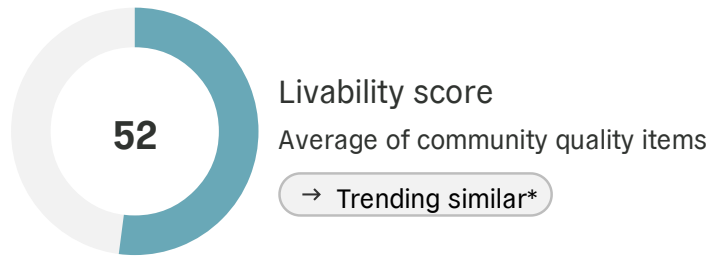 52
Livability score
Average of community quality items
→ Trending similar*